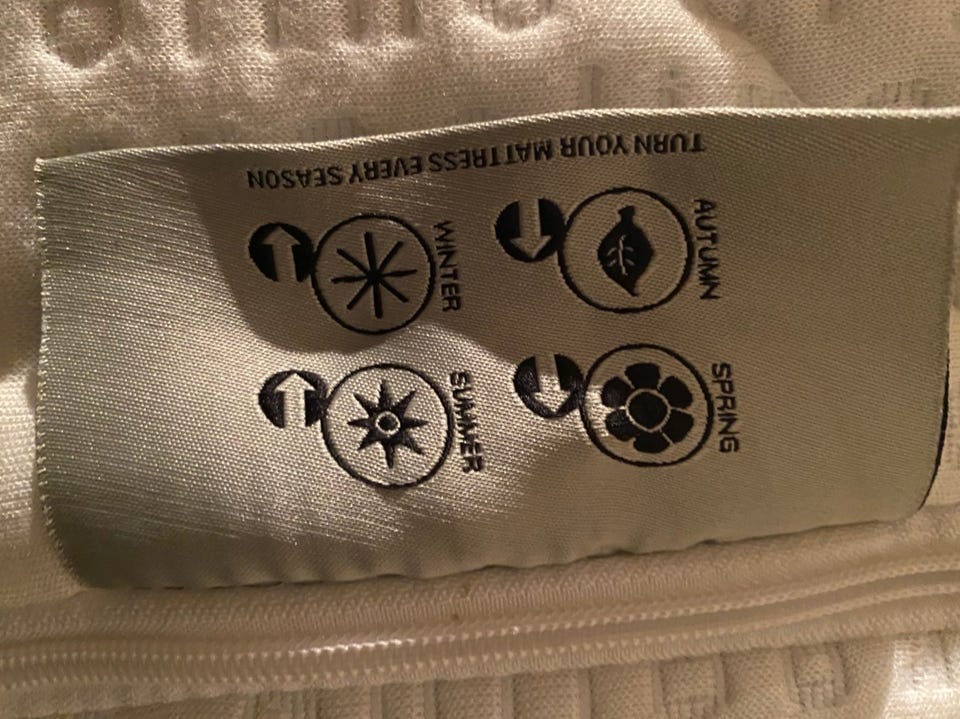 TURN YOUR MATTRESS EVERY SEASON
AUTUMN
WINTER
SPRING
SUMMER